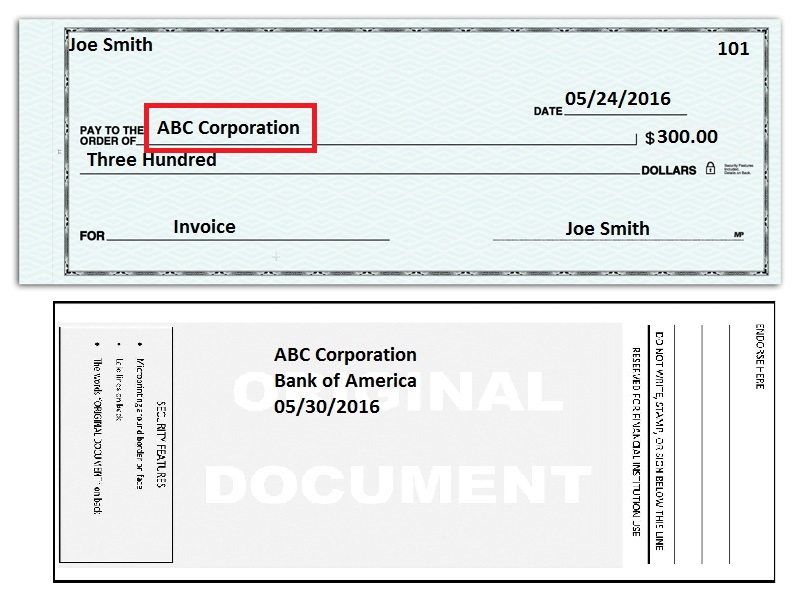 Joe Smith
101
DATE 05/24/2016
PAY TO THE
ORDER OF ABC Corporation $ 300.00
Three Hundred DOLLARS
Security Features
Included.
Details on Back.
FOR Invoice Joe Smith MP
ABC Corporation
Bank of America
05/30/2016
ORIGINAL
DOCUMENT
SECURITY FEATURES
• Microprinting around border on face
• Void lines on back
• The words "ORIGINAL DOCUMENT" on back
ENDORSE HERE
DO NOT WRITE, STAMP, OR SIGN BELOW THIS LINE
RESERVED FOR FINANCIAL INSTITUTION USE